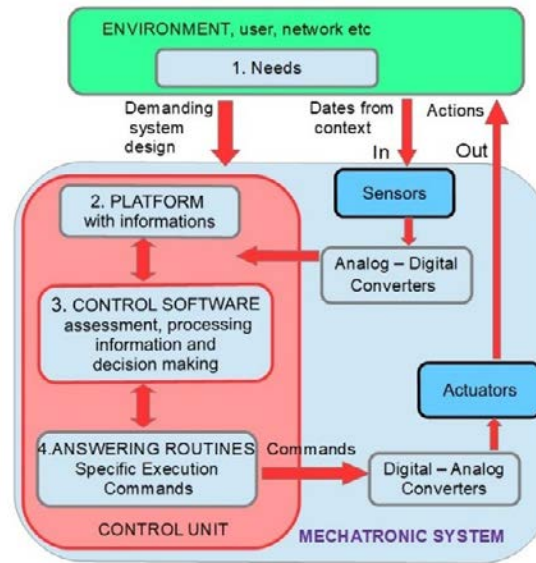 ENVIRONMENT, user, network etc
1. Needs
Demanding
system
design
Dates from
context
Actions
In
Out
2. PLATFORM
with informations
Sensors
Analog – Digital
Converters
3. CONTROL SOFTWARE
assessment, processing
information and
decision making
Actuators
4.ANSWERING ROUTINES
Specific Execution
Commands
Commands
Digital – Analog
Converters
CONTROL UNIT
MECHATRONIC SYSTEM